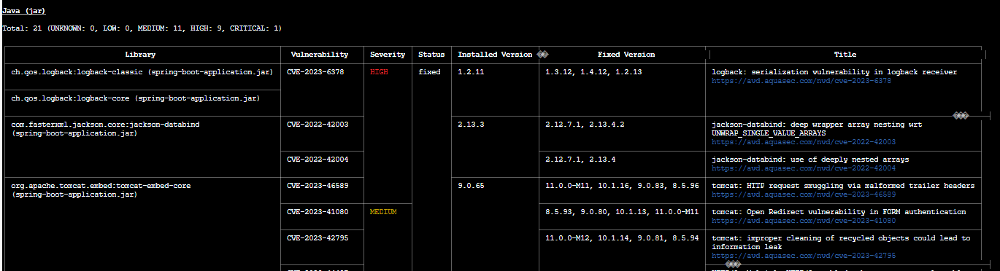 Java (jar)
Total: 21 (UNKNOWN: 0, LOW: 0, MEDIUM: 11, HIGH: 9, CRITICAL: 1)
Library Vulnerability Severity Status Installed Version Fixed Version Title
ch.qos.logback:logback-classic (spring-boot-application.jar) CVE-2023-6378 HIGH fixed 1.2.11 1.3.12, 1.4.12, 1.2.13 logback: serialization vulnerability in logback receiver
https://avd.aquasec.com/nvd/cve-2023-6378
ch.qos.logback:logback-core (spring-boot-application.jar)
com.fasterxml.jackson.core:jackson-databind CVE-2022-42003 2.13.3 2.12.7.1, 2.13.4.2 jackson-databind: deep wrapper array nesting wrt
(spring-boot-application.jar) UNWRAP_SINGLE_VALUE_ARRAYS
https://avd.aquasec.com/nvd/cve-2022-42003
CVE-2022-42004 2.12.7.1, 2.13.4 jackson-databind: use of deeply nested arrays
https://avd.aquasec.com/nvd/cve-2022-42004
org.apache.tomcat.embed:tomcat-embed-core CVE-2023-46589 9.0.65 11.0.0-M11, 10.1.16, 9.0.83, 8.5.96 tomcat: HTTP request smuggling via malformed trailer headers
(spring-boot-application.jar) https://avd.aquasec.com/nvd/cve-2023-46589
CVE-2023-41080 MEDIUM 8.5.93, 9.0.80, 10.1.13, 11.0.0-M11 tomcat: Open Redirect vulnerability in FORM authentication
https://avd.aquasec.com/nvd/cve-2023-41080
CVE-2023-42795 11.0.0-M12, 10.1.14, 9.0.81, 8.5.94 tomcat: improper cleaning of recycled objects could lead to
information leak
https://avd.aquasec.com/nvd/cve-2023-42795